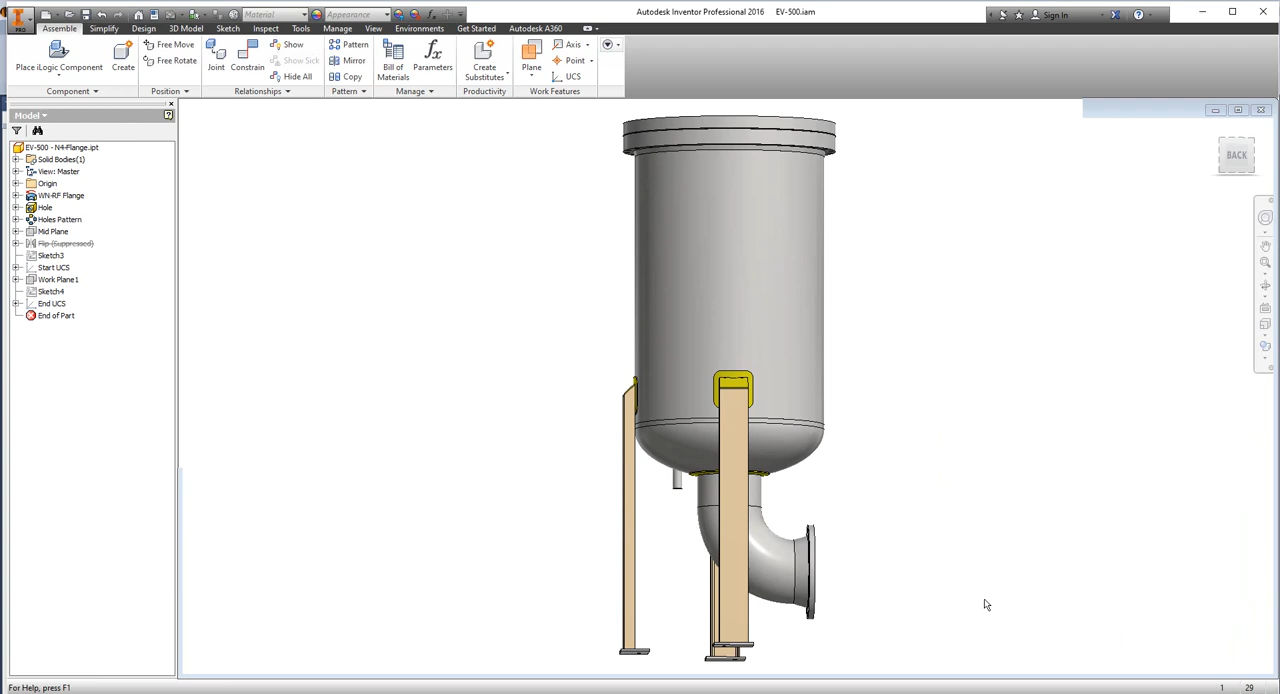 Material
Appearance
Autodesk Inventor Professional 2016 EV-500.iam
Sign In
PRO
Assemble Simplify Design 3D Model Sketch Inspect Tools Manage View Environments Get Started Autodesk A360
Place iLogic Component
Create
Free Move
Free Rotate
Joint
Constrain
Show
Show Sick
Hide All
Pattern
Mirror
Copy
Bill of
Materials
Parameters
Create
Substitutes
Plane
Axis
Point
UCS
Component Position Relationships Pattern Manage Productivity Work Features
Model
EV-500 - N4-Flange.ipt
Solid Bodies(1)
View: Master
Origin
WN-RF Flange
Hole
Holes Pattern
Mid Plane
Flip (Suppressed)
Sketch3
Start UCS
Work Plane1
Sketch4
End UCS
End of Part
BACK
For Help, press F1
1 29